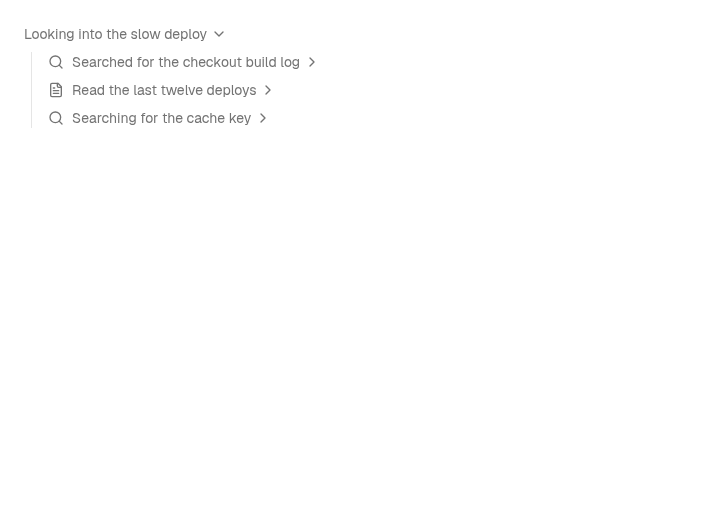 Looking into the slow deploy
Searched for the checkout build log
Read the last twelve deploys
Searching for the cache key